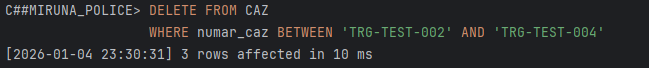 C##MIRUNA_POLICE> DELETE FROM CAZ
WHERE numar_caz BETWEEN 'TRG-TEST-002' AND 'TRG-TEST-004'
[2026-01-04 23:30:31] 3 rows affected in 10 ms